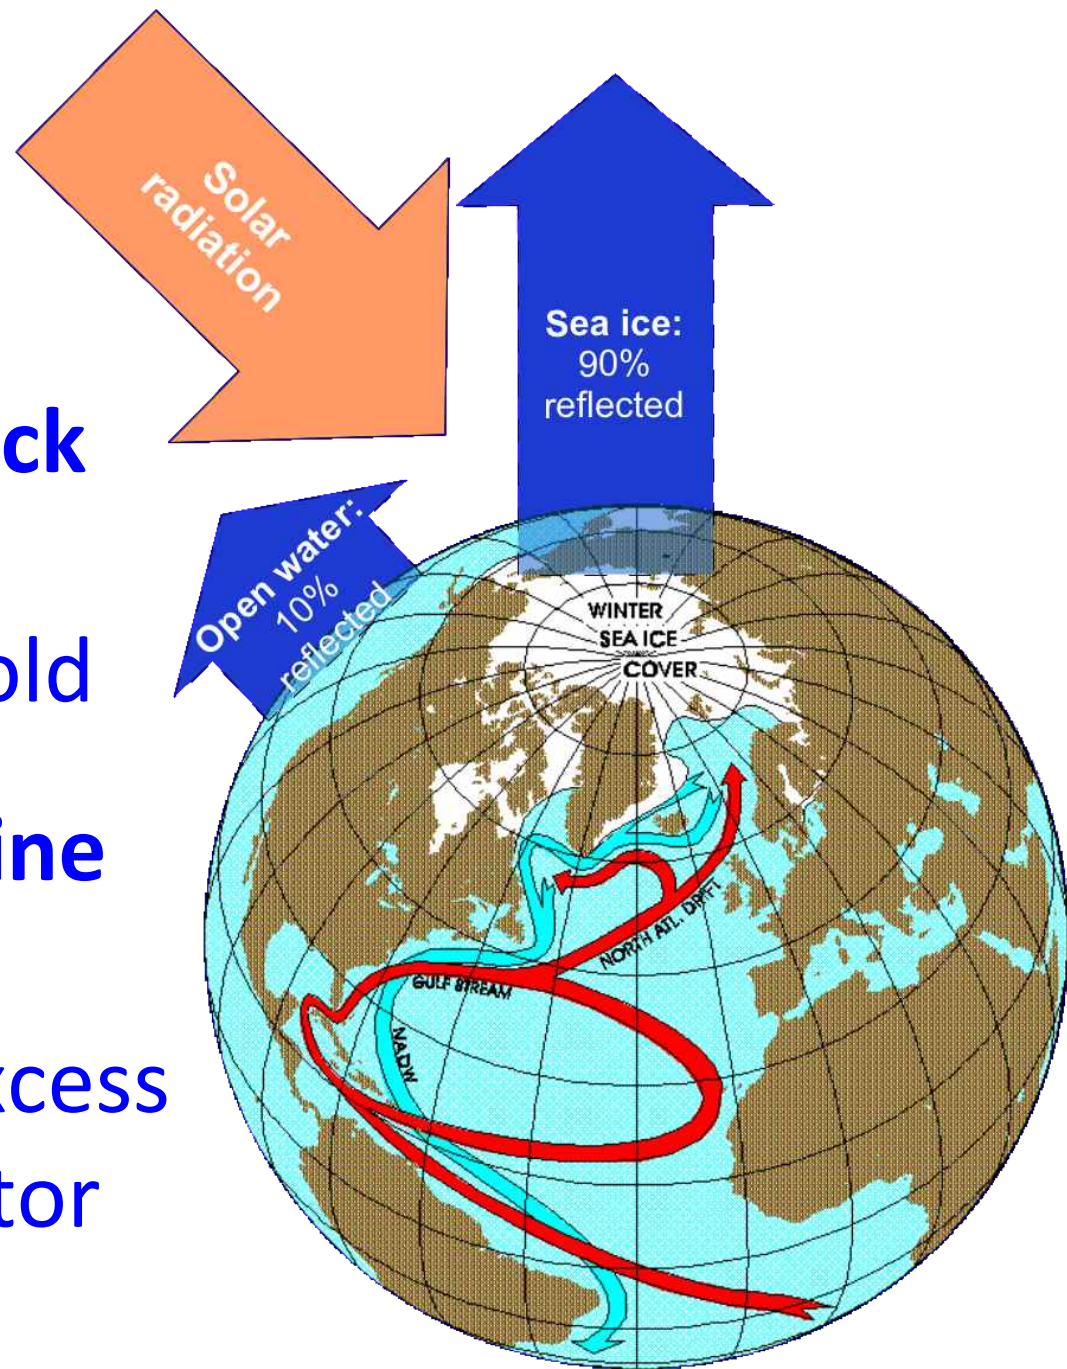 Solar
radiation
Sea ice:
90%
reflected
ck
Open water:
10%
reflected
old
ine
xcess
tor
WINTER
SEA ICE
COVER
NORTH ATL. DRIFT
GULF STREAM
NADW